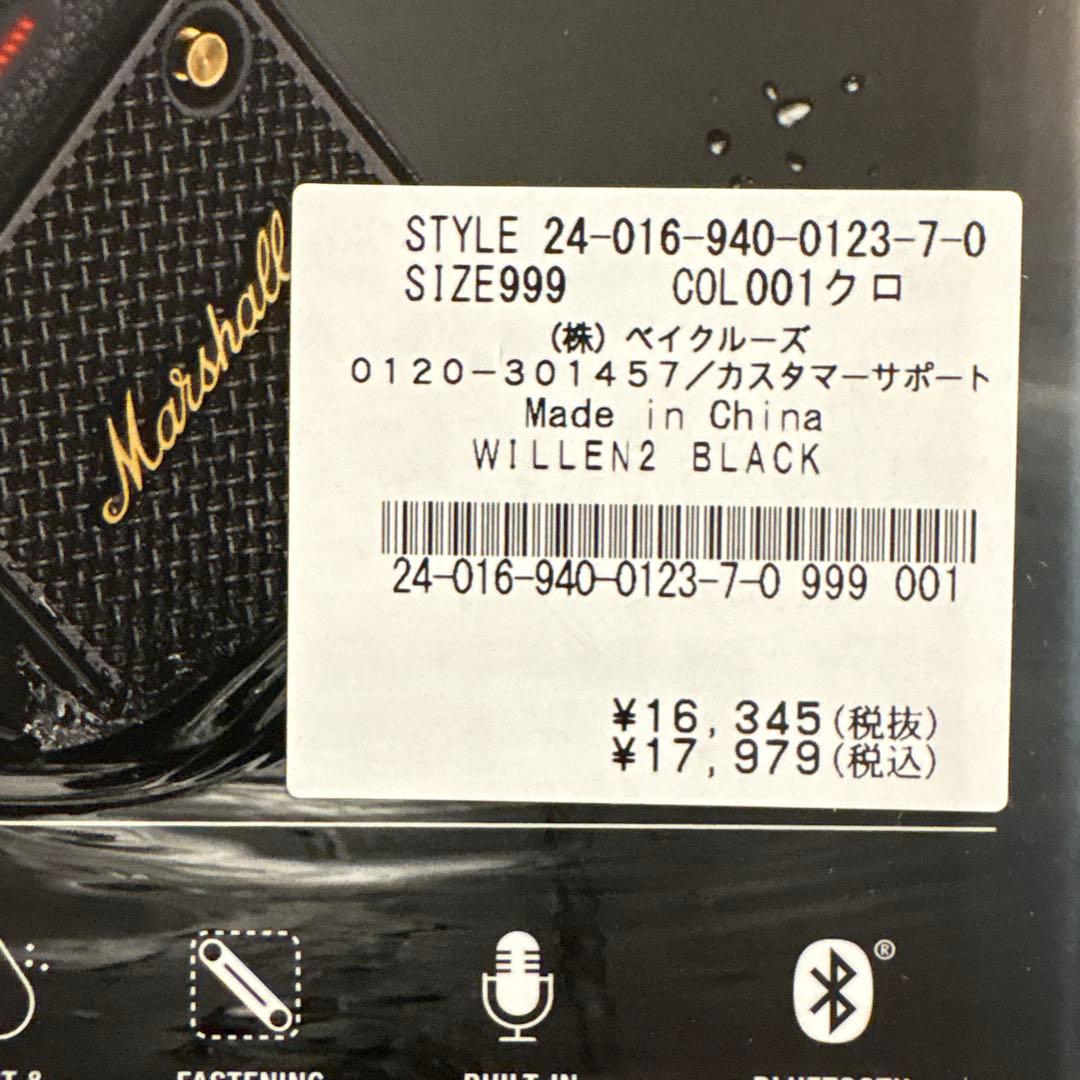 Marshall
STYLE 24-016-940-0123-7-0
SIZE999 COL001クロ
(株) ベイクルーズ
0120-301457/カスタマーサポート
Made in China
WILLEN2 BLACK
24-016-940-0123-7-0 999 001
¥16,345(税抜)
¥17,979(税込)
®
T &
FASTENING
BUILT-IN
BLUETOOTH